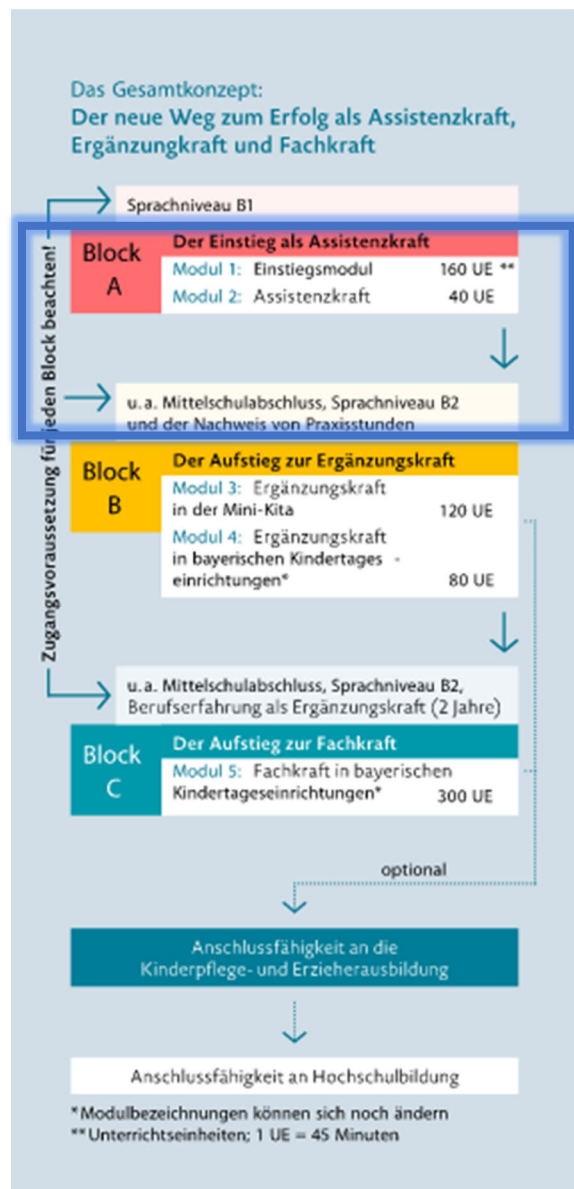 Das Gesamtkonzept:
Der neue Weg zum Erfolg als Assistenzkraft,
Ergänzungkraft und Fachkraft
Zugangsvoraussetzung für jeden Block beachten!
Sprachniveau B1
Block
A
Der Einstieg als Assistenzkraft
Modul 1: Einstiegsmodul 160 UE **
Modul 2: Assistenzkraft 40 UE
u. a. Mittelschulabschluss, Sprachniveau B2
und der Nachweis von Praxisstunden
Block
B
Der Aufstieg zur Ergänzungskraft
Modul 3: Ergänzungskraft
in der Mini-Kita 120 UE
Modul 4: Ergänzungskraft
in bayerischen Kindertages -
einrichtungen* 80 UE
u. a. Mittelschulabschluss, Sprachniveau B2,
Berufserfahrung als Ergänzungskraft (2 Jahre)
Block
C
Der Aufstieg zur Fachkraft
Modul 5: Fachkraft in bayerischen
Kindertageseinrichtungen* 300 UE
optional
Anschlussfähigkeit an die
Kinderpflege- und Erzieherausbildung
Anschlussfähigkeit an Hochschulbildung
*Modulbezeichnungen können sich noch ändern
**Unterrichtseinheiten; 1 UE = 45 Minuten